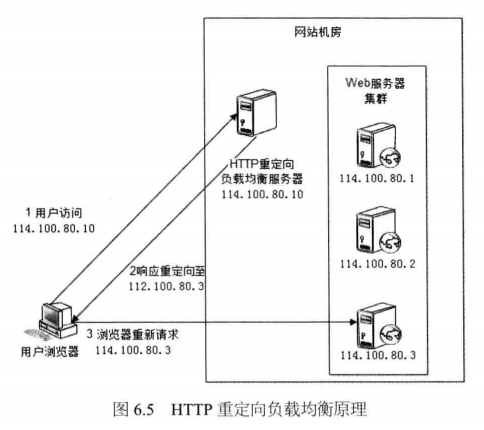 网站机房
Web服务器
集群
HTTP重定向
负载均衡服务器
114.100.80.10
114.100.80.1
1 用户访问
114.100.80.10
114.100.80.2
2响应重定向至
112.100.80.3
3 浏览器重新请求
114.100.80.3
用户浏览器
114.100.80.3
图 6.5 HTTP 重定向负载均衡原理